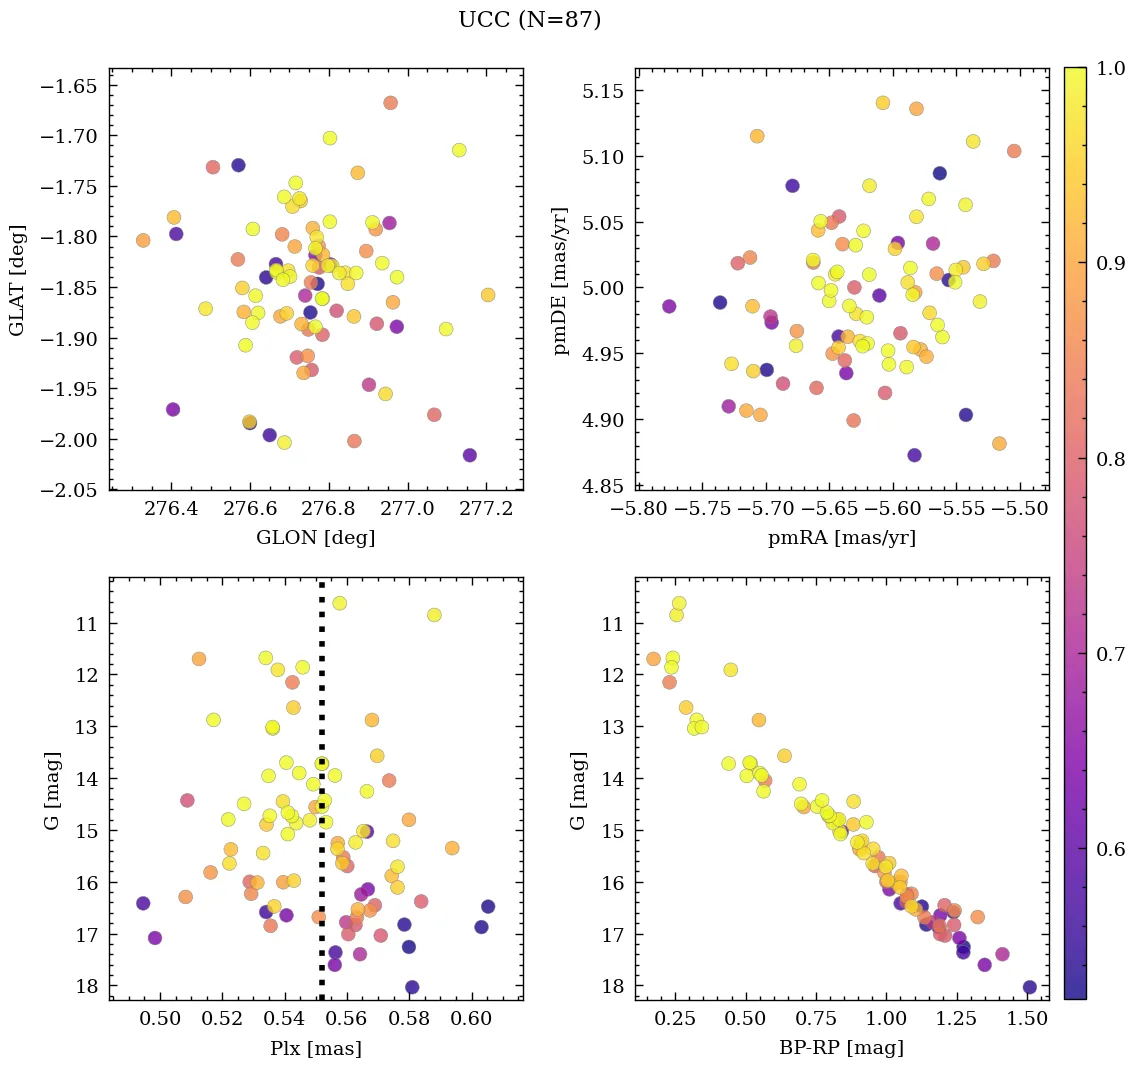 UCC (N=87)
−1.65
−1.70
−1.75
−1.80
−1.85
−1.90
−1.95
−2.00
−2.05
GLAT [deg]
276.4 276.6 276.8 277.0 277.2
GLON [deg]
5.15
5.10
5.05
5.00
4.95
4.90
4.85
pmDE [mas/yr]
−5.80 −5.75 −5.70 −5.65 −5.60 −5.55 −5.50
pmRA [mas/yr]
1.0
0.9
0.8
0.7
0.6
11
12
13
14
15
16
17
18
G [mag]
0.50 0.52 0.54 0.56 0.58 0.60
Plx [mas]
11
12
13
14
15
16
17
18
G [mag]
0.25 0.50 0.75 1.00 1.25 1.50
BP-RP [mag]